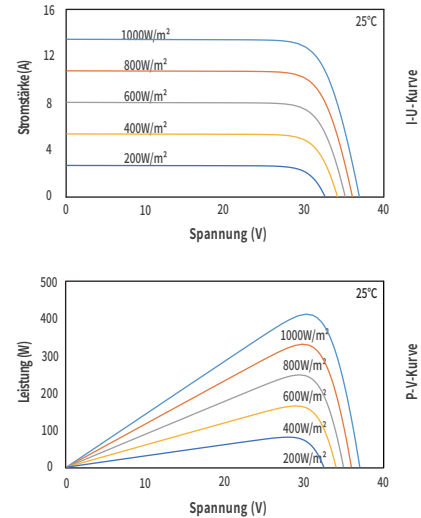 16
25°C
1000W/m²
12
800W/m²
Stromstärke (A)
I-U-Kurve
600W/m²
8
400W/m²
4
200W/m²
0
0 10 20 30 40
Spannung (V)
500
25°C
400
1000W/m²
300
Leistung (W)
P-V-Kurve
800W/m²
200
600W/m²
100
400W/m²
200W/m²
0
0 10 20 30 40
Spannung (V)